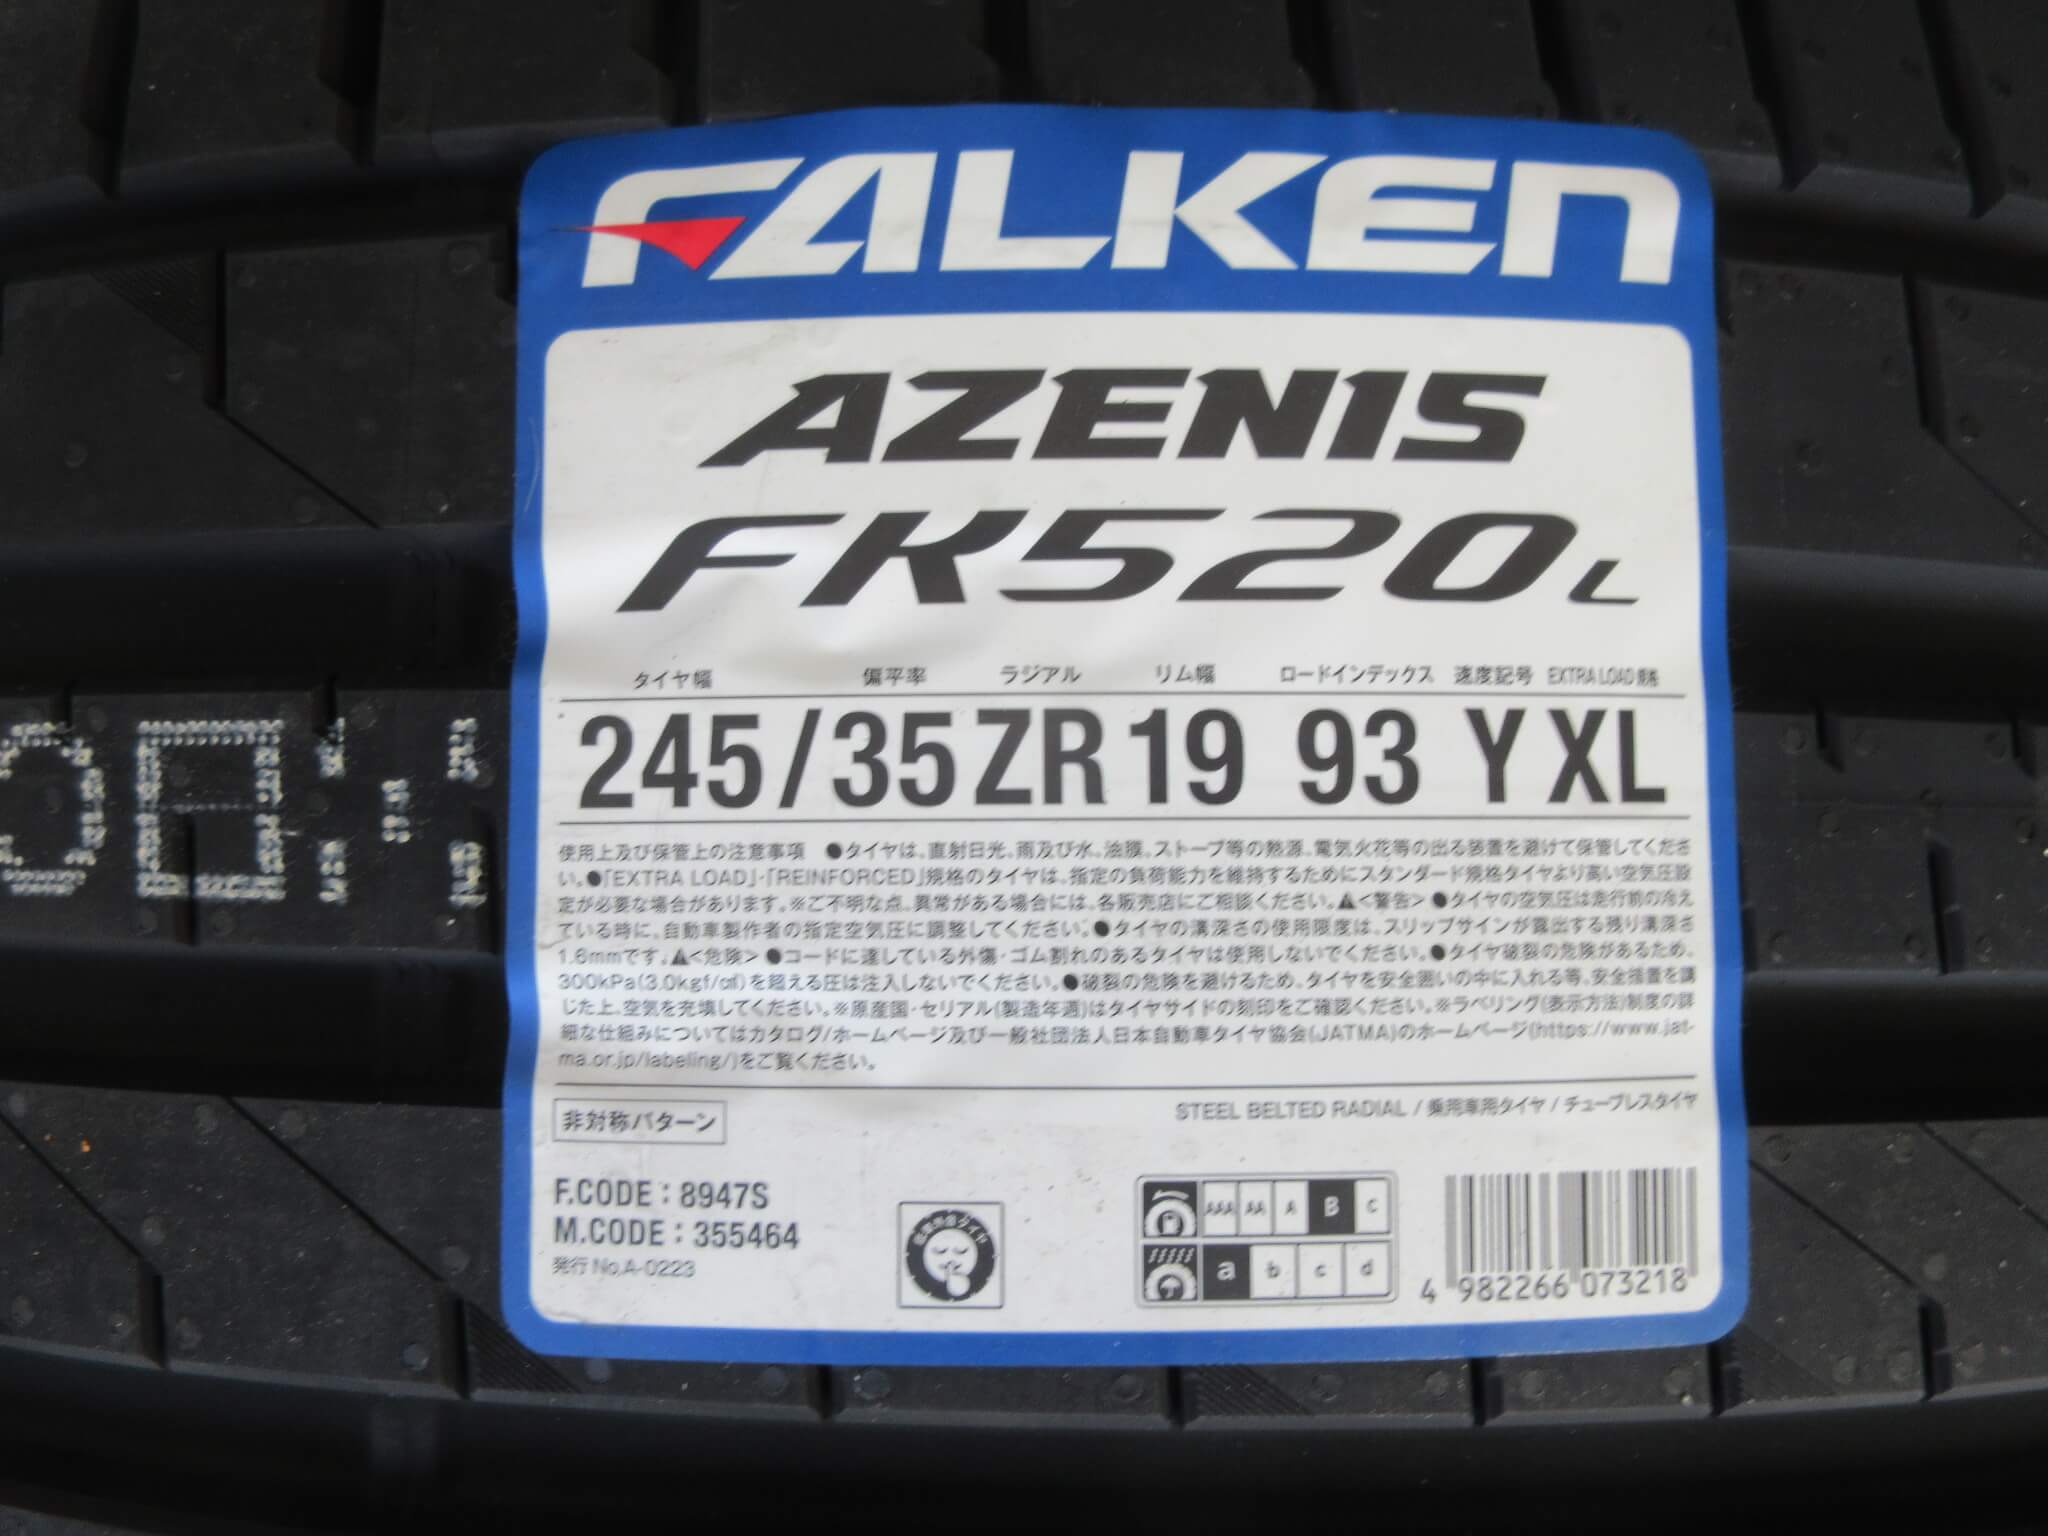 FALKEN
AZENIS
FK520L
タイヤ幅 偏平率 ラジアル リム幅 ロードインデックス 速度記号 EXTRA LOAD 規格
245/35 ZR 19 93 Y XL
使用上及び保管上の注意事項 ●タイヤは、直射日光、雨及び水、油膜、ストーブ等の熱源、電気火花等の出る装置を避けて保管してくださ
い。●「EXTRA LOAD」・「REINFORCED」規格のタイヤは、指定の負荷能力を維持するためにスタンダード規格タイヤより高い空気圧設
定が必要な場合があります。※ご不明な点、異常がある場合には、各販売店にご相談ください。⚠<警告> ●タイヤの空気圧は走行前の冷え
ている時に、自動車製作者の指定空気圧に調整してください。●タイヤの溝深さの使用限度は、スリップサインが露出する残り溝深さ
1.6mmです。⚠<危険> ●コードに達している外傷・ゴム割れのあるタイヤは使用しないでください。●タイヤ破裂の危険があるため、
300kPa(3.0kgf/c㎡)を超える圧は注入しないでください。●破裂の危険を避けるため、タイヤを安全囲いの中に入れる等、安全措置を講
じた上、空気を充填してください。※原産国・セリアル(製造年週)はタイヤサイドの刻印をご確認ください。※ラベリング(表示方法)制度の詳
細な仕組みについてはカタログ/ホームページ及び一般社団法人日本自動車タイヤ協会(JATMA)のホームページ(https://www.jat-
ma.or.jp/labeling/)をご覧ください。
非対称パターン
STEEL BELTED RADIAL / 乗用車用タイヤ / チューブレスタイヤ
F.CODE : 8947S
M.CODE : 355464
発行 No.A-0223
低車外音タイヤ
AAA AA A B C
a b c d
4 982266 073218